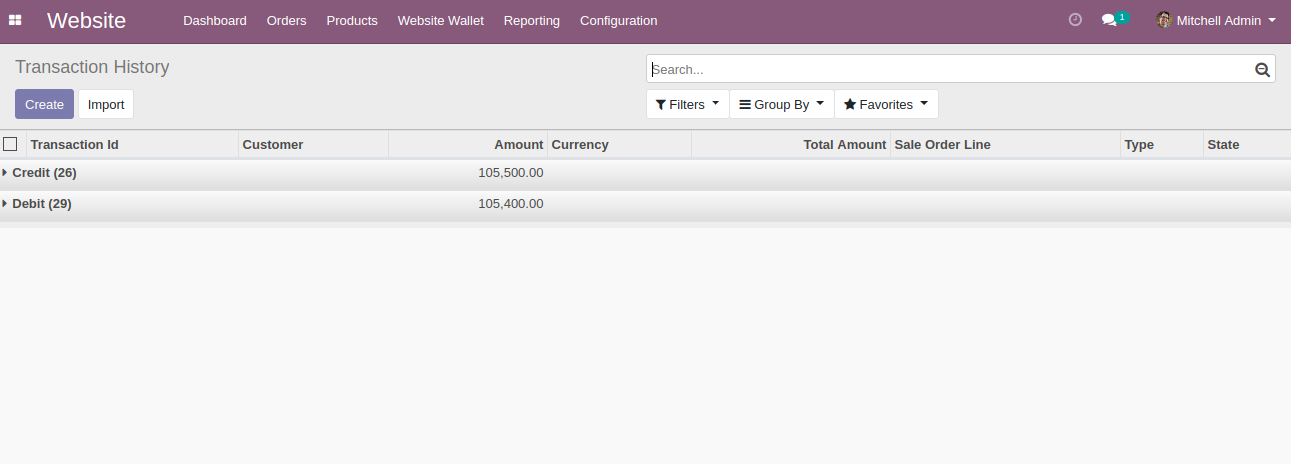 Website Dashboard Orders Products Website Wallet Reporting Configuration 1 Mitchell Admin
Transaction History
Search...
Create Import Filters Group By Favorites
Transaction Id Customer Amount Currency Total Amount Sale Order Line Type State
Credit (26) 105,500.00
Debit (29) 105,400.00